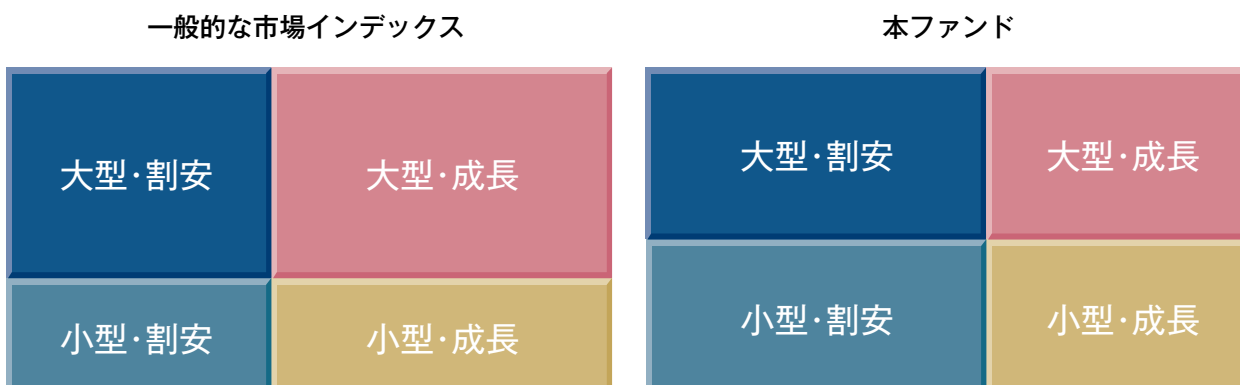 一般的な市場インデックス
本ファンド
大型·割安
大型·成長
小型·割安
小型·成長
大型·割安
大型·成長
小型·割安
小型·成長